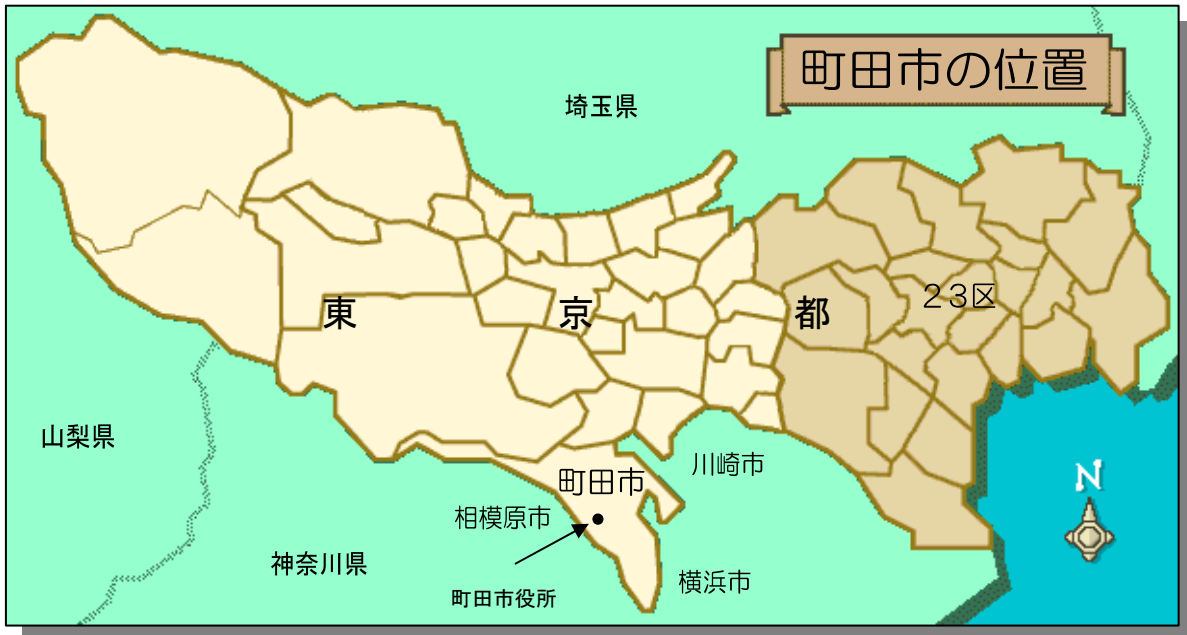 町田市の位置
埼玉県
23区
東京都
山梨県
川崎市
町田市
相模原市
神奈川県
横浜市
町田市役所
N